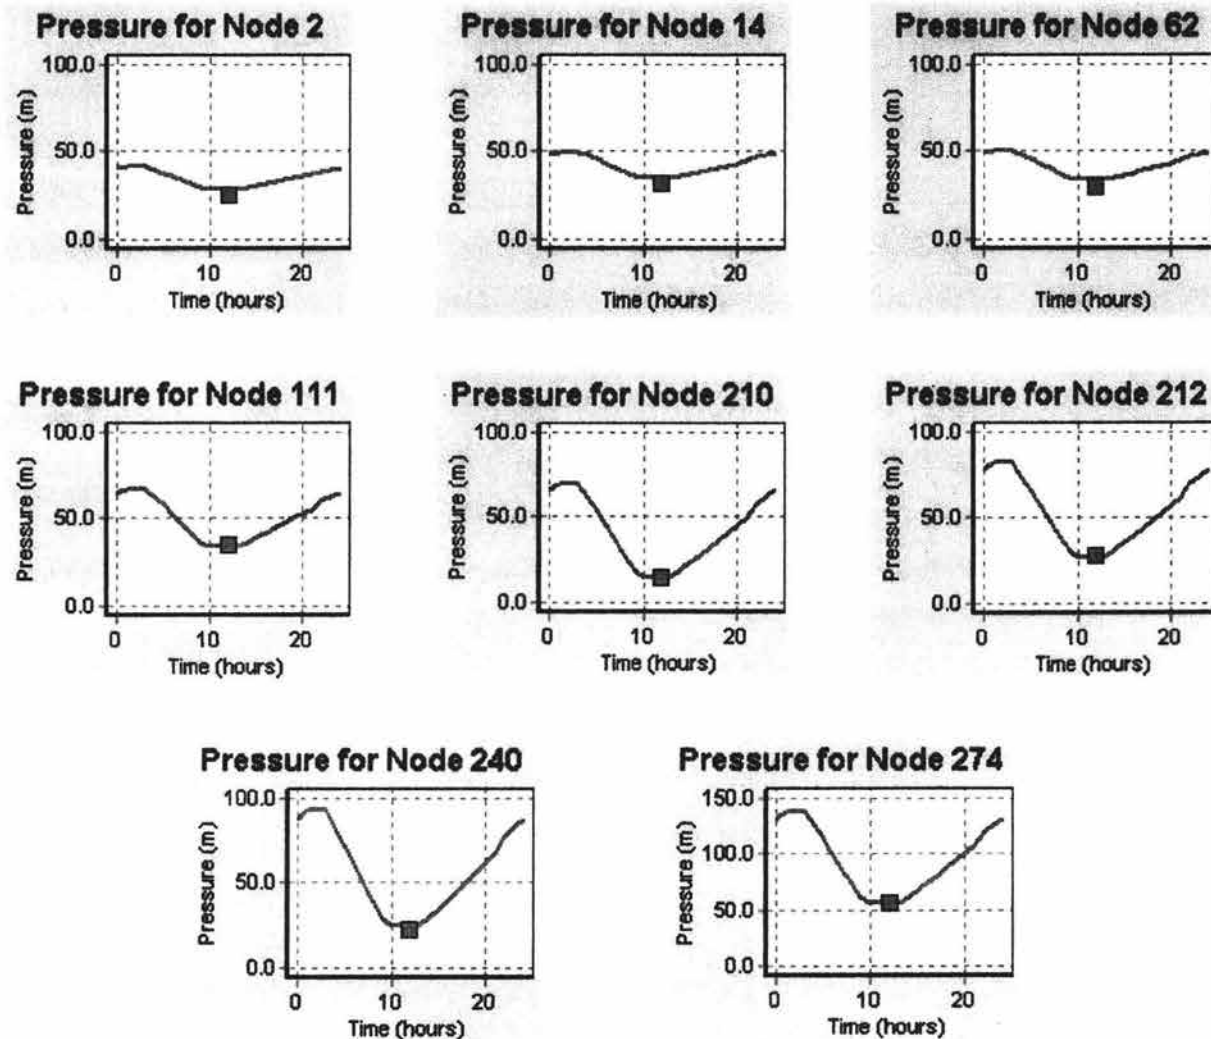 Pressure for Node 2
100.0
50.0
0.0
Pressure (m)
0 10 20
Time (hours)
Pressure for Node 14
100.0
50.0
0.0
Pressure (m)
0 10 20
Time (hours)
Pressure for Node 62
100.0
50.0
0.0
Pressure (m)
0 10 20
Time (hours)
Pressure for Node 111
100.0
50.0
0.0
Pressure (m)
0 10 20
Time (hours)
Pressure for Node 210
100.0
50.0
0.0
Pressure (m)
0 10 20
Time (hours)
Pressure for Node 212
100.0
50.0
0.0
Pressure (m)
0 10 20
Time (hours)
Pressure for Node 240
100.0
50.0
0.0
Pressure (m)
0 10 20
Time (hours)
Pressure for Node 274
150.0
100.0
50.0
0.0
Pressure (m)
0 10 20
Time (hours)